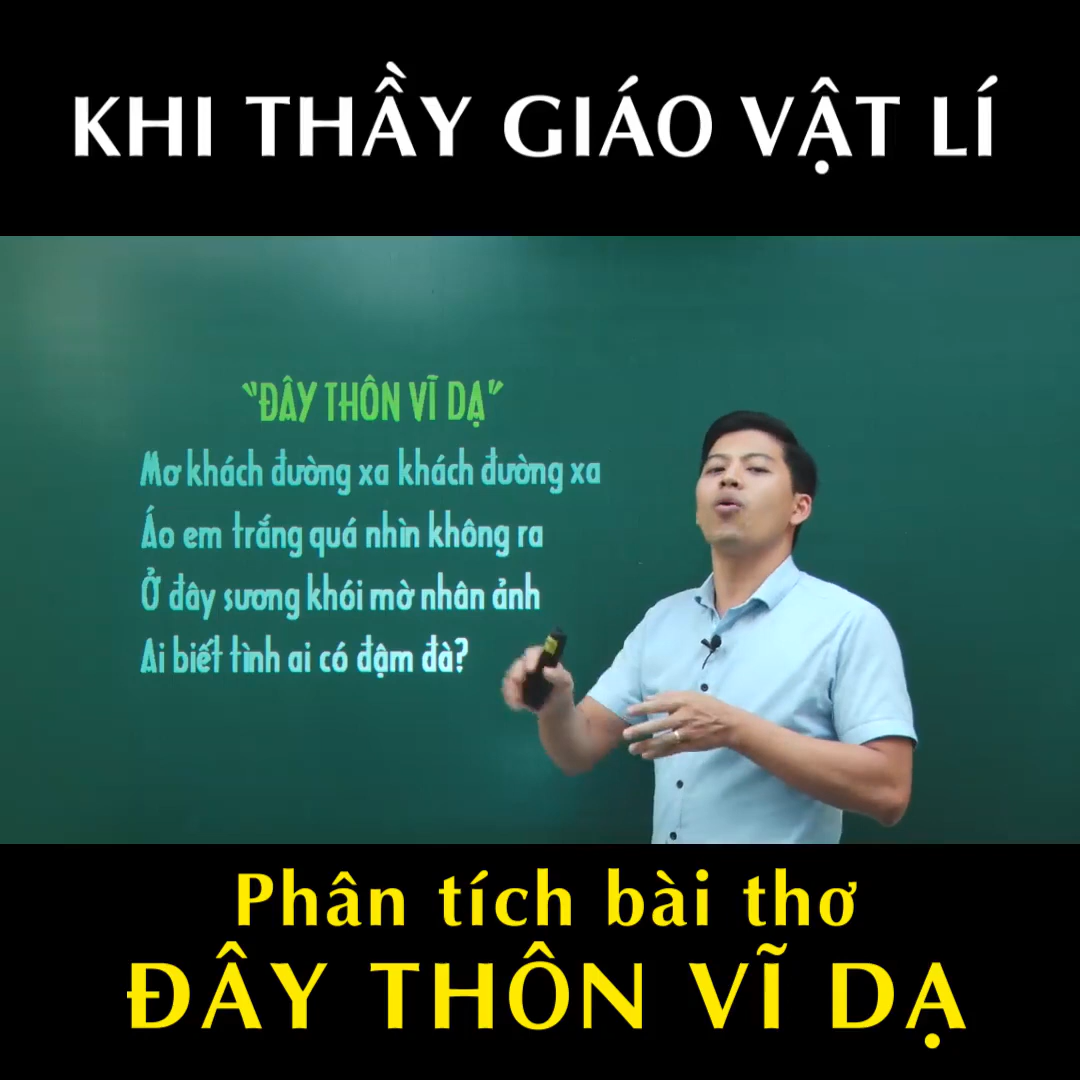 KHI THẦY GIÁO VẬT LÍ
"ĐÂY THÔN VĨ DẠ"
Mơ khách đường xa khách đường xa
Áo em trắng quá nhìn không ra
Ở đây sương khói mờ nhân ảnh
Ai biết tình ai có đậm đà?
Phân tích bài thơ
ĐÂY THÔN VĨ DẠ